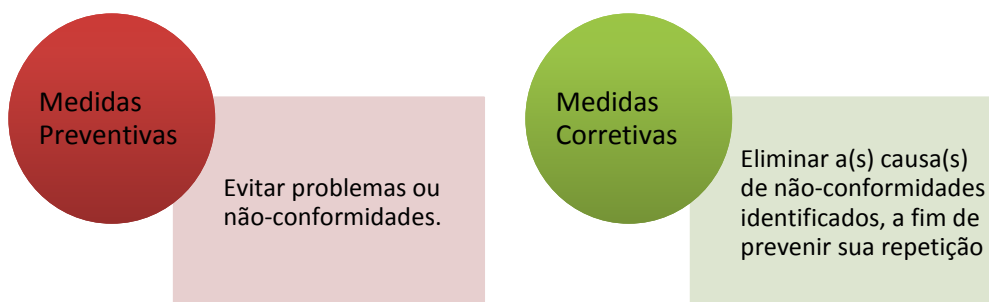 Medidas
Preventivas
Evitar problemas ou
não-conformidades.
Medidas
Corretivas
Eliminar a(s) causa(s)
de não-conformidades
identificados, a fim de
prevenir sua repetição